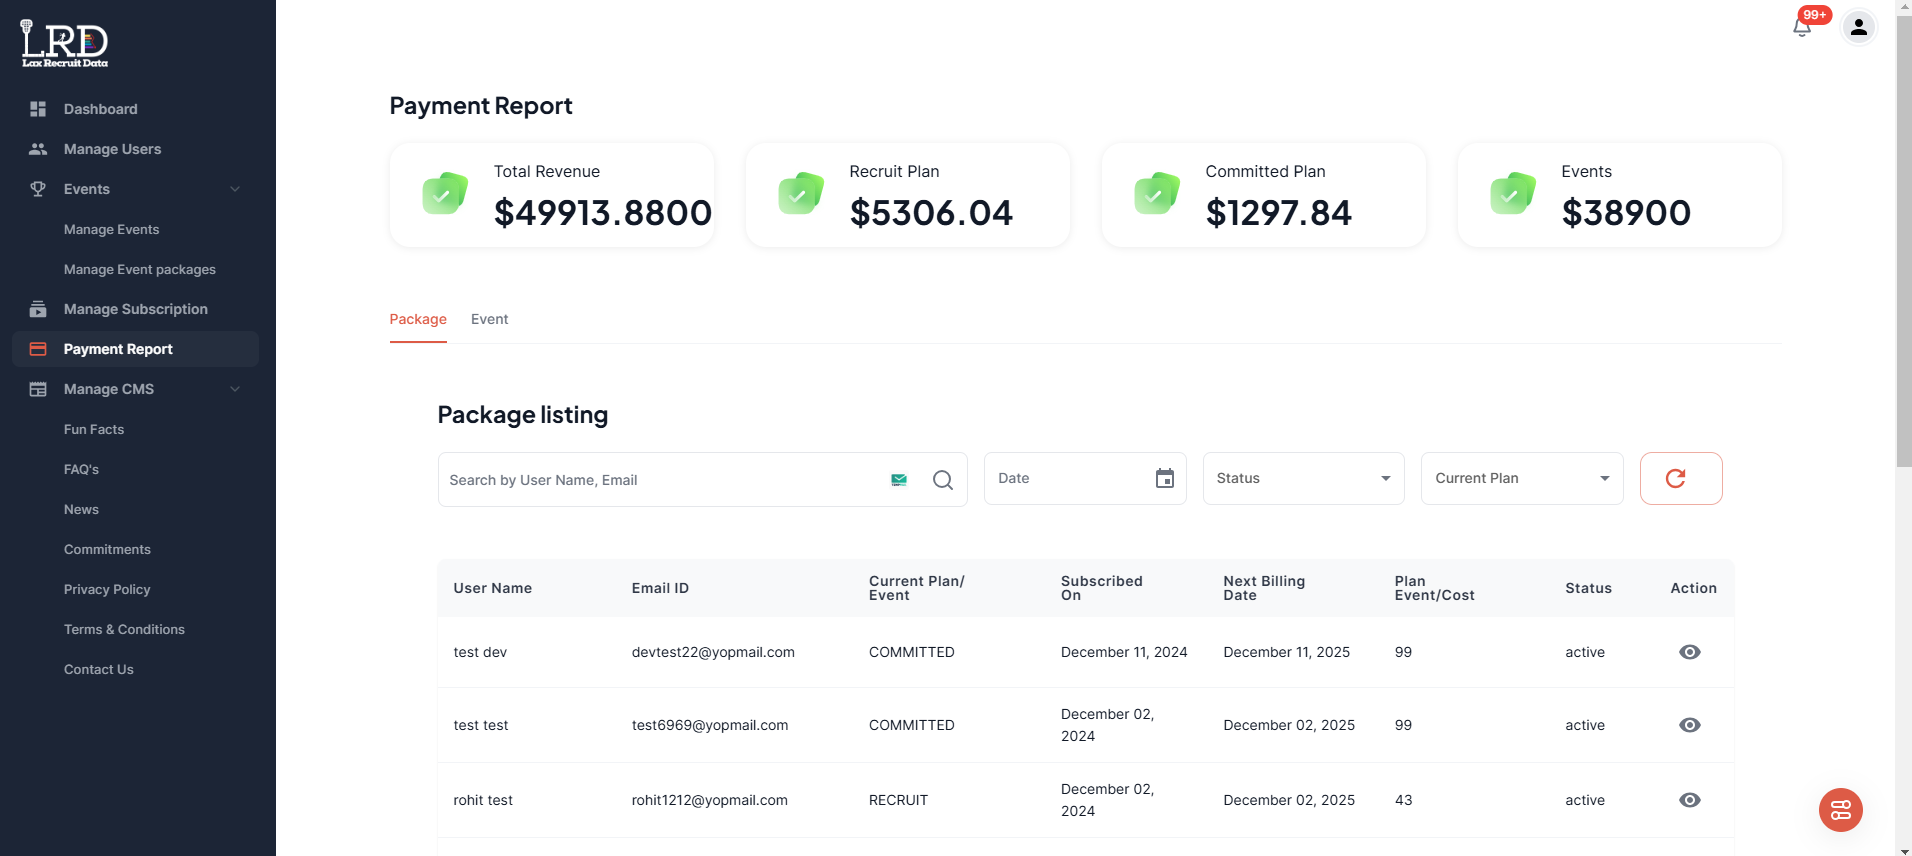 LRD
Lax Recruit Data
99+
Dashboard
Manage Users
Events
Manage Events
Manage Event packages
Manage Subscription
Payment Report
Manage CMS
Fun Facts
FAQ's
News
Commitments
Privacy Policy
Terms & Conditions
Contact Us
Payment Report
Total Revenue
$49913.8800
Recruit Plan
$5306.04
Committed Plan
$1297.84
Events
$38900
Package Event
Package listing
Search by User Name, Email Date Status Current Plan
User Name Email ID Current Plan/ Event Subscribed On Next Billing Date Plan Event/Cost Status Action
test dev devtest22@yopmail.com COMMITTED December 11, 2024 December 11, 2025 99 active
test test test6969@yopmail.com COMMITTED December 02, 2024 December 02, 2025 99 active
rohit test rohit1212@yopmail.com RECRUIT December 02, 2024 December 02, 2025 43 active